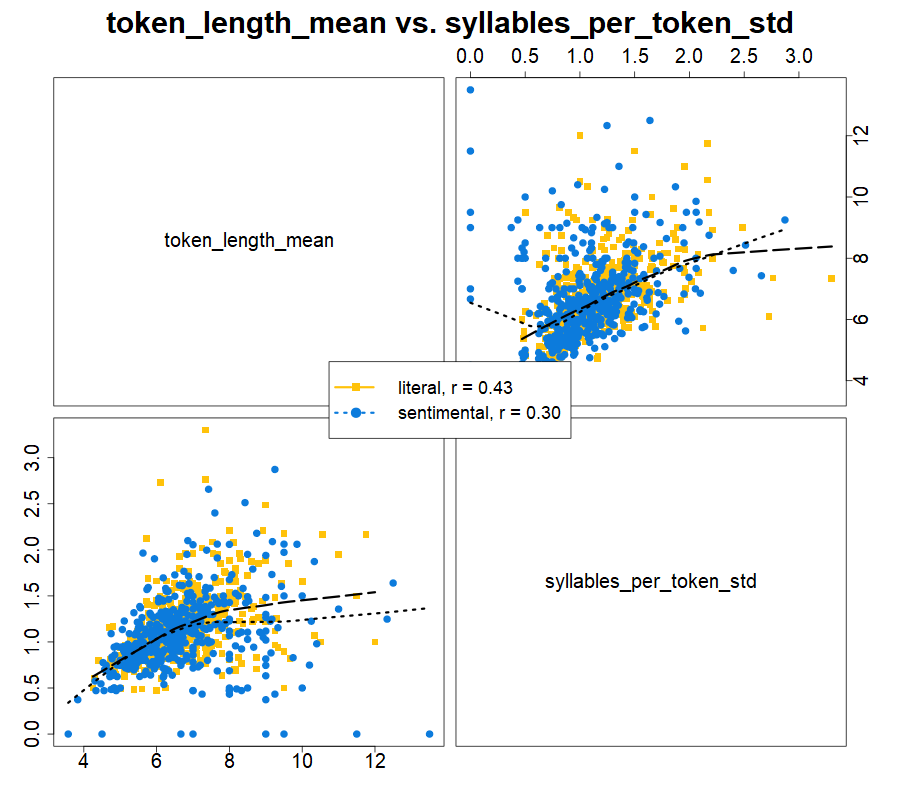 token_length_mean vs. syllables_per_token_std
0.0 0.5 1.0 1.5 2.0 2.5 3.0
token_length_mean
4 6 8 10 12
literal, r = 0.43
sentimental, r = 0.30
0.0 0.5 1.0 1.5 2.0 2.5 3.0
syllables_per_token_std
4 6 8 10 12